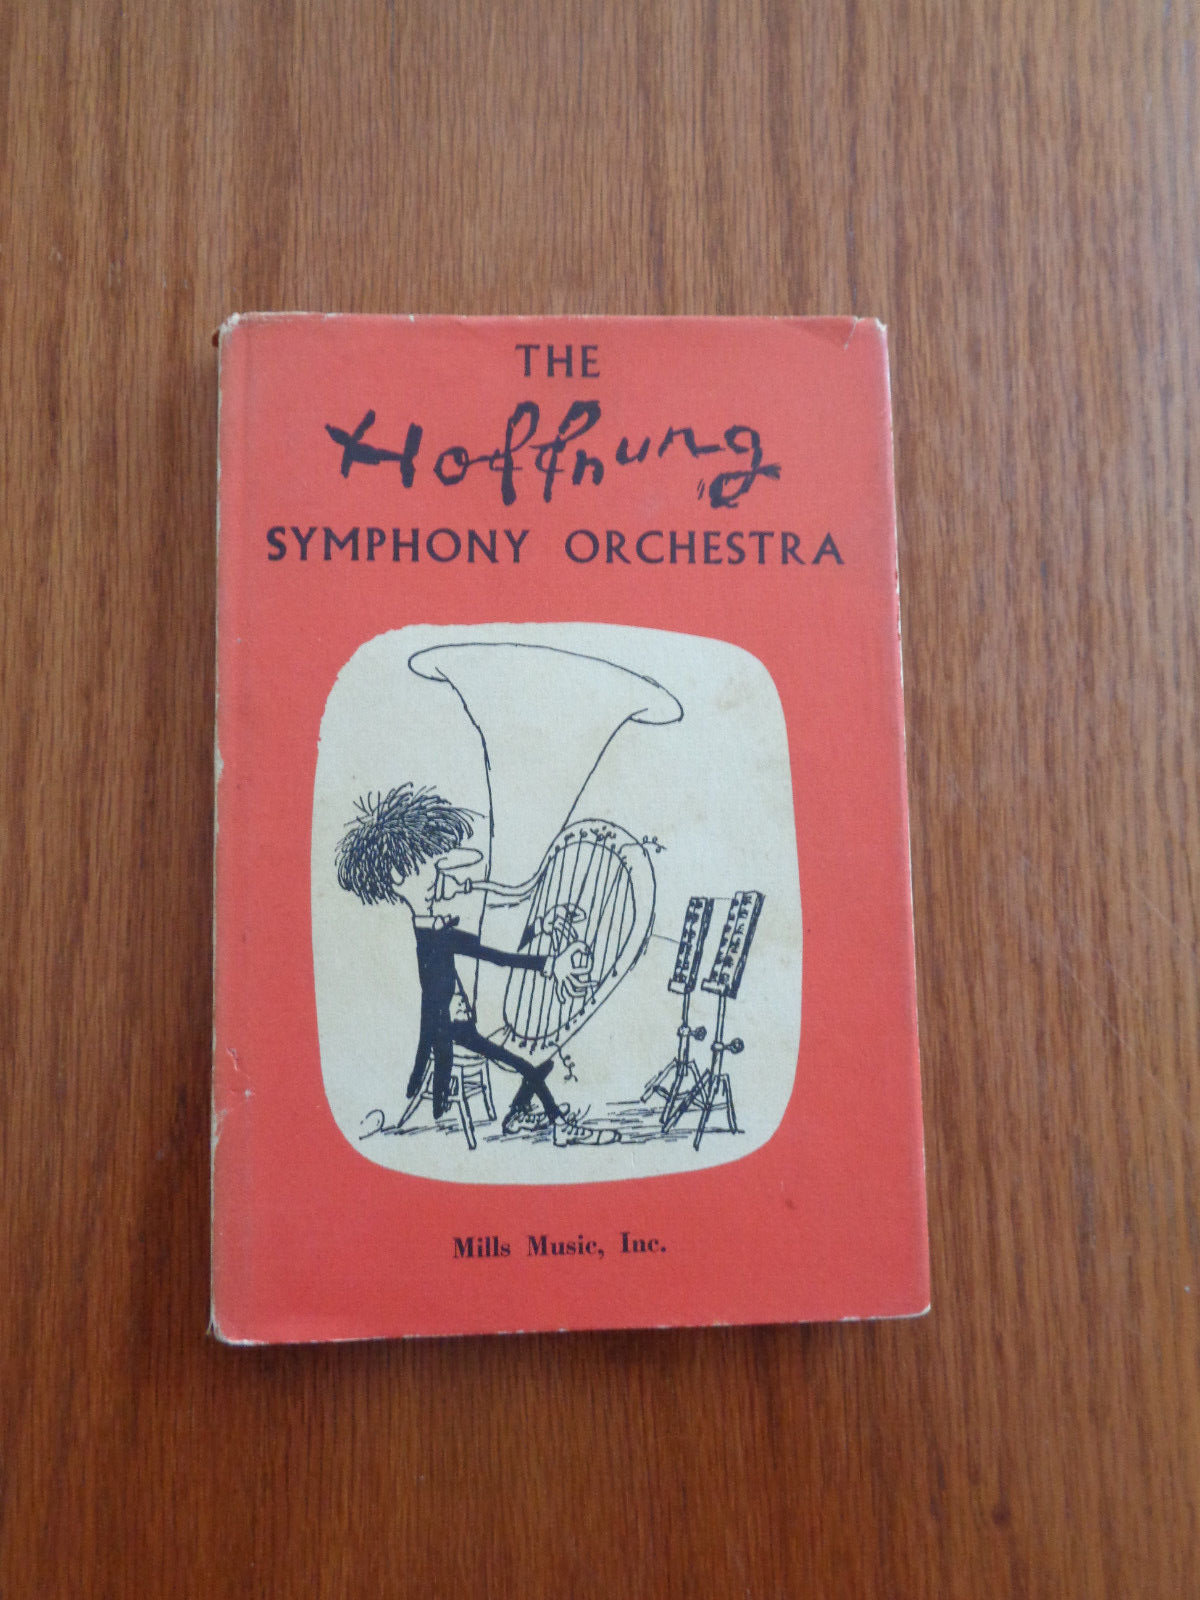 THE
Hoffnung
SYMPHONY ORCHESTRA
Mills Music, Inc.